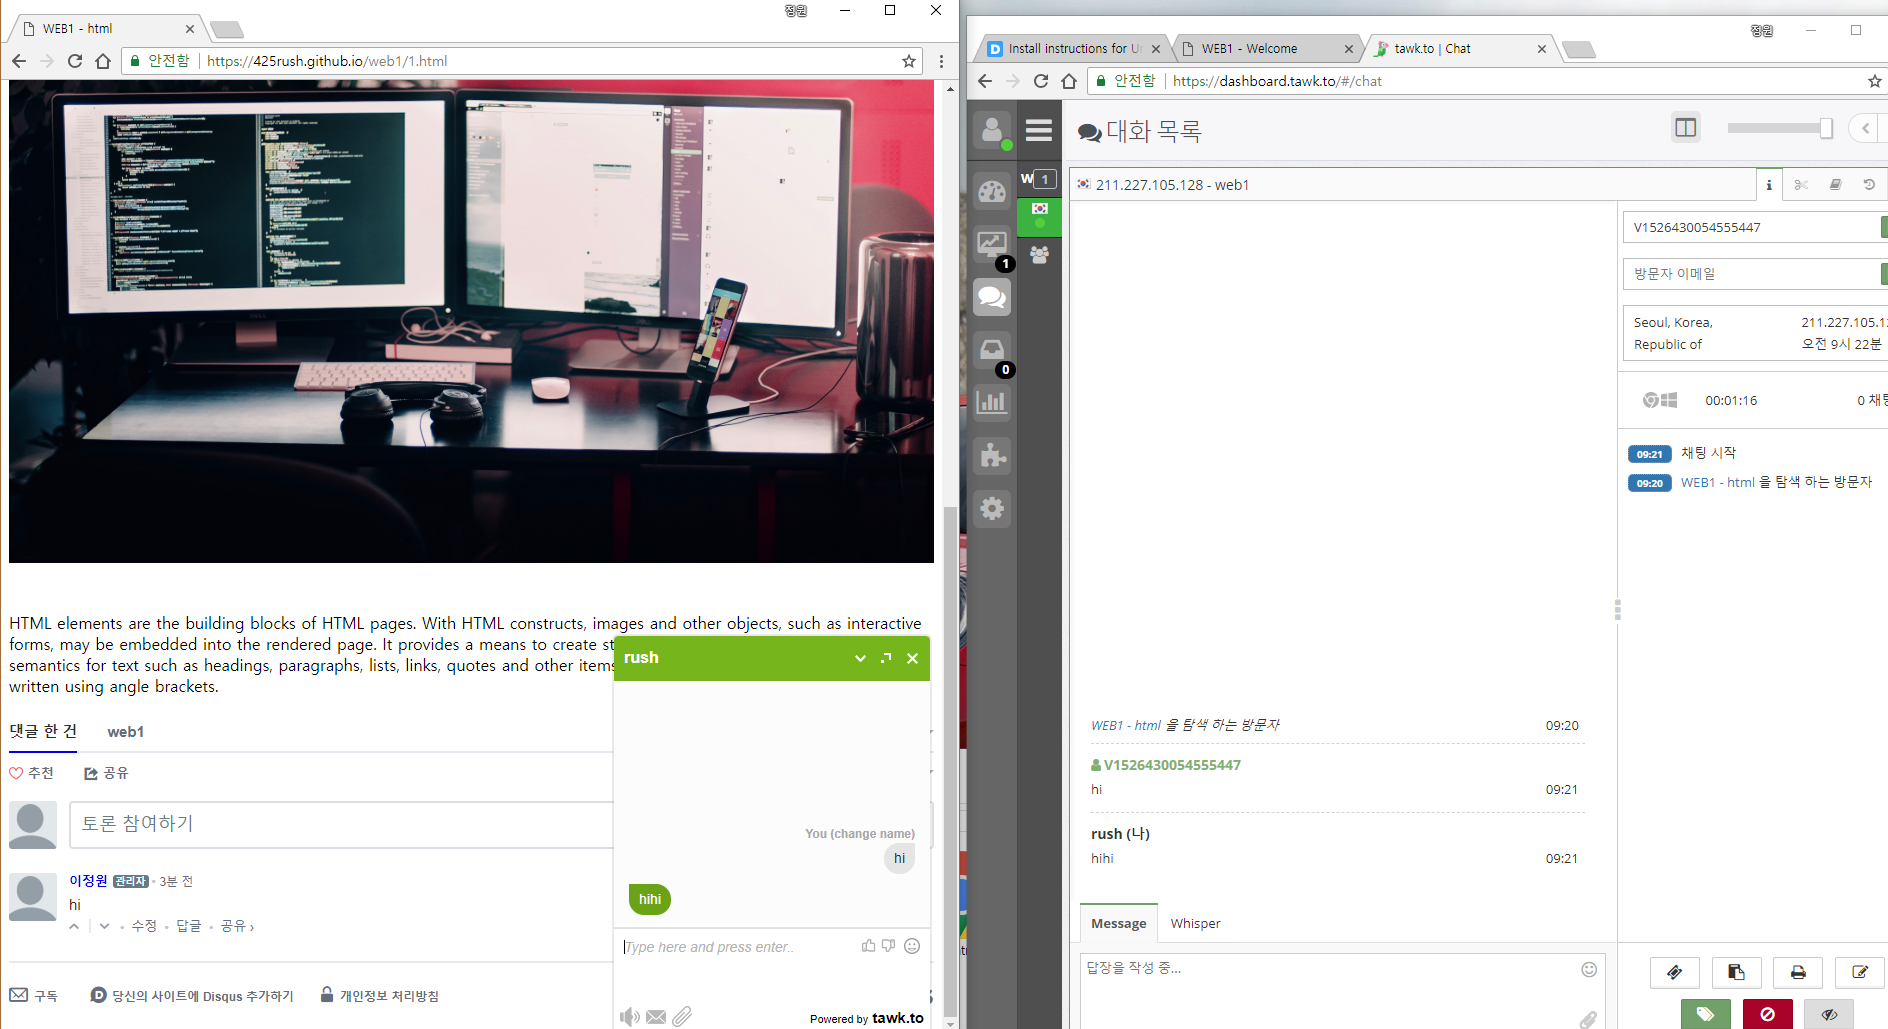 정원
WEB1 - html
안전함
https://425rush.github.io/web1/1.html
HTML elements are the building blocks of HTML pages. With HTML constructs, images and other objects, such as interactive
forms, may be embedded into the rendered page. It provides a means to create st
semantics for text such as headings, paragraphs, lists, links, quotes and other items
written using angle brackets.
댓글 한 건 web1
추천 공유
토론 참여하기
이정원 관리자 • 3분 전
hi
• 수정 • 답글 • 공유 ›
구독 당신의 사이트에 Disqus 추가하기 개인정보 처리방침
rush
You (change name)
hi
hihi
Type here and press enter..
Powered by tawk.to
정원
Install instructions for Un
WEB1 - Welcome
tawk.to | Chat
안전함
https://dashboard.tawk.to/#/chat
대화 목록
W 1
1
0
211.227.105.128 - web1
WEB1 - html 을 탐색 하는 방문자 09:20
V1526430054555447
hi 09:21
rush (나)
hihi 09:21
Message Whisper
답장을 작성 중...
V1526430054555447
방문자 이메일
Seoul, Korea, 211.227.105.12
Republic of 오전 9시 22분
00:01:16 0 채팅
09:21 채팅 시작
09:20 WEB1 - html 을 탐색 하는 방문자